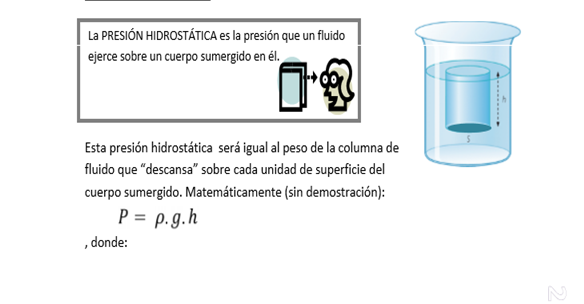 La PRESIÓN HIDROSTÁTICA es la presión que un fluido
ejerce sobre un cuerpo sumergido en él.
h
S
Esta presión hidrostática será igual al peso de la columna de
fluido que “descansa” sobre cada unidad de superficie del
cuerpo sumergido. Matemáticamente (sin demostración):
P = ρ.g.h
, donde: